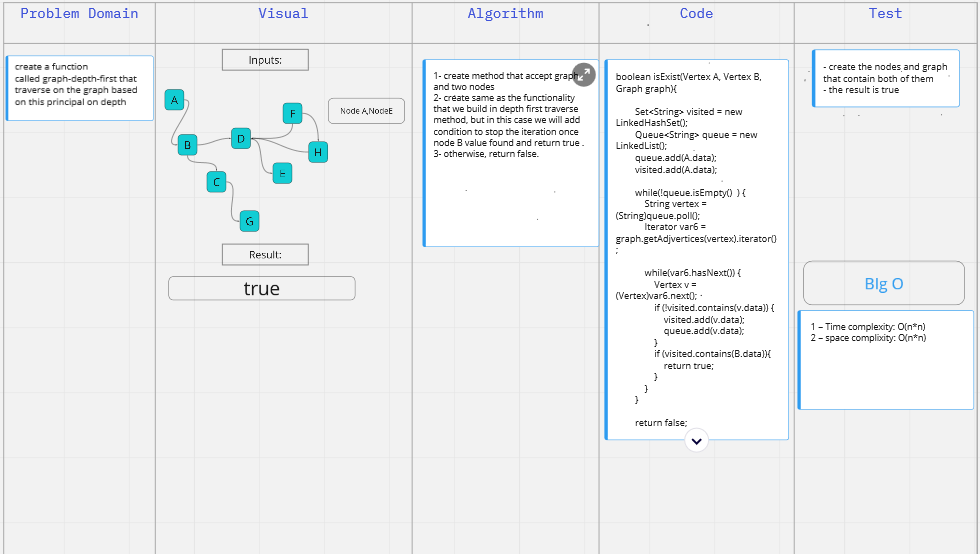 Problem Domain
Visual
Algorithm
Code
Test
create a function
called graph-depth-first that
traverse on the graph based
on this principal on depth
Inputs:
A
B
C
D
E
F
G
H
Node A,NodeE
Result:
true
1- create method that accept graph
and two nodes
2- create same as the functionality
that we build in depth first traverse
method, but in this case we will add
condition to stop the iteration once
node B value found and return true .
3- otherwise, return false.
boolean isExist(Vertex A, Vertex B,
Graph graph){
Set<String> visited = new
LinkedHashSet();
Queue<String> queue = new
LinkedList();
queue.add(A.data);
visited.add(A.data);
while(!queue.isEmpty() ) {
String vertex =
(String)queue.poll();
Iterator var6 =
graph.getAdjvertices(vertex).iterator()
;
while(var6.hasNext()) {
Vertex v =
(Vertex)var6.next();
if (!visited.contains(v.data)) {
visited.add(v.data);
queue.add(v.data);
}
if (visited.contains(B.data)){
return true;
}
}
}
return false;
- create the nodes and graph
that contain both of them
- the result is true
BIg O
1 – Time complexity: O(n*n)
2 – space complixity: O(n*n)